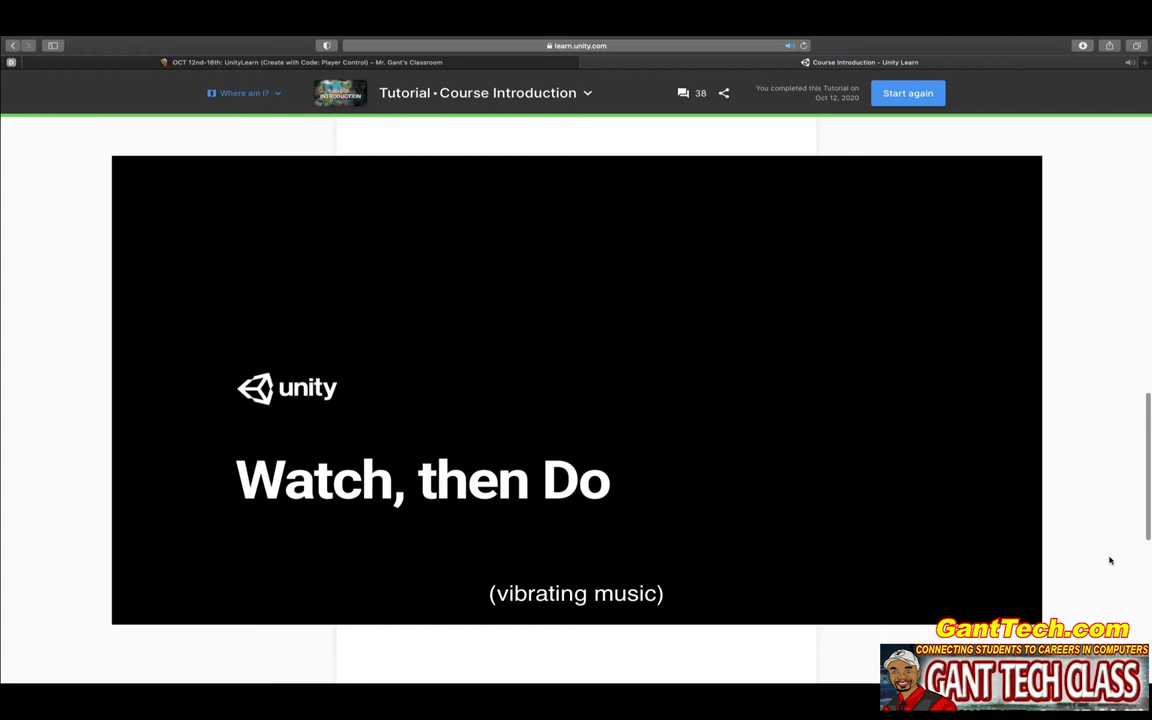 learn.unity.com
OCT 12nd-16th: UnityLearn (Create with Code: Player Control) – Mr. Gant's Classroom
Course Introduction - Unity Learn
Where am I?
INTRODUCTION
Tutorial • Course Introduction
38
You completed this Tutorial on
Oct 12, 2020
Start again
unity
Watch, then Do
(vibrating music)
GantTech.com
CONNECTING STUDENTS TO CAREERS IN COMPUTERS
GANT TECH CLASS